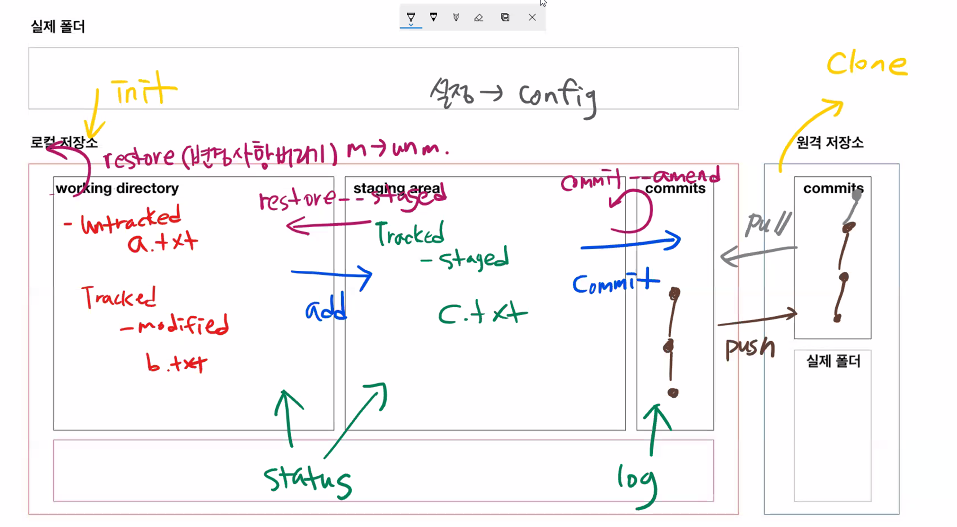 실제 폴더
Clone
init
설정 → config
로컬 저장소
원격 저장소
restore (변경사항버리기) m → unm.
working directory
staging area
commit --amend
commits
commits
restore --staged
- untracked
a.txt
Tracked
- staged
pull
add
commit
Tracked
- modified
c.txt
push
b.txt
실제 폴더
status
log